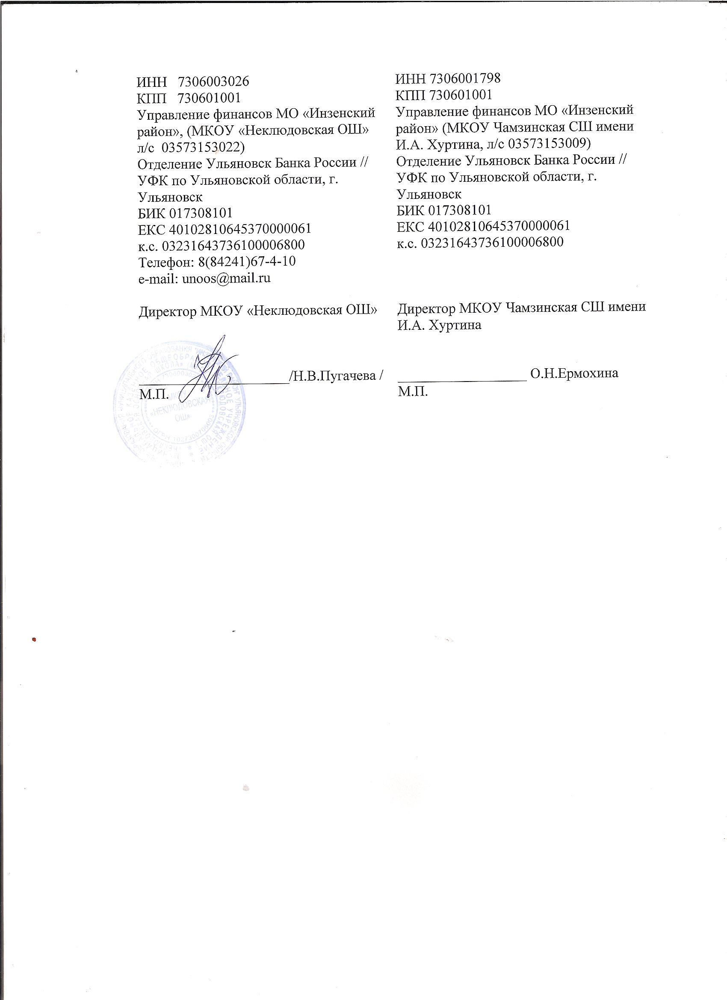 ИНН   7306003026
КПП   730601001
Управление финансов МО «Инзенский
район», (МКОУ «Неклюдовская ОШ»
л/с  03573153022)
Отделение Ульяновск Банка России //
УФК по Ульяновской области, г.
Ульяновск
БИК 017308101
ЕКС 40102810645370000061
к.с. 03231643736100006800
Телефон: 8(84241)67-4-10
e-mail: unoos@mail.ru
Директор МКОУ «Неклюдовская ОШ»
/Н.В.Пугачева /
М.П.
МКОУ
«НЕКЛЮДОВСКАЯ
ОШ»
ИНН 7306001798
КПП 730601001
Управление финансов МО «Инзенский
район» (МКОУ Чамзинская СШ имени
И.А. Хуртина, л/с 03573153009)
Отделение Ульяновск Банка России //
УФК по Ульяновской области, г.
Ульяновск
БИК 017308101
ЕКС 40102810645370000061
к.с. 03231643736100006800
Директор МКОУ Чамзинская СШ имени
И.А. Хуртина
О.Н.Ермохина
М.П.